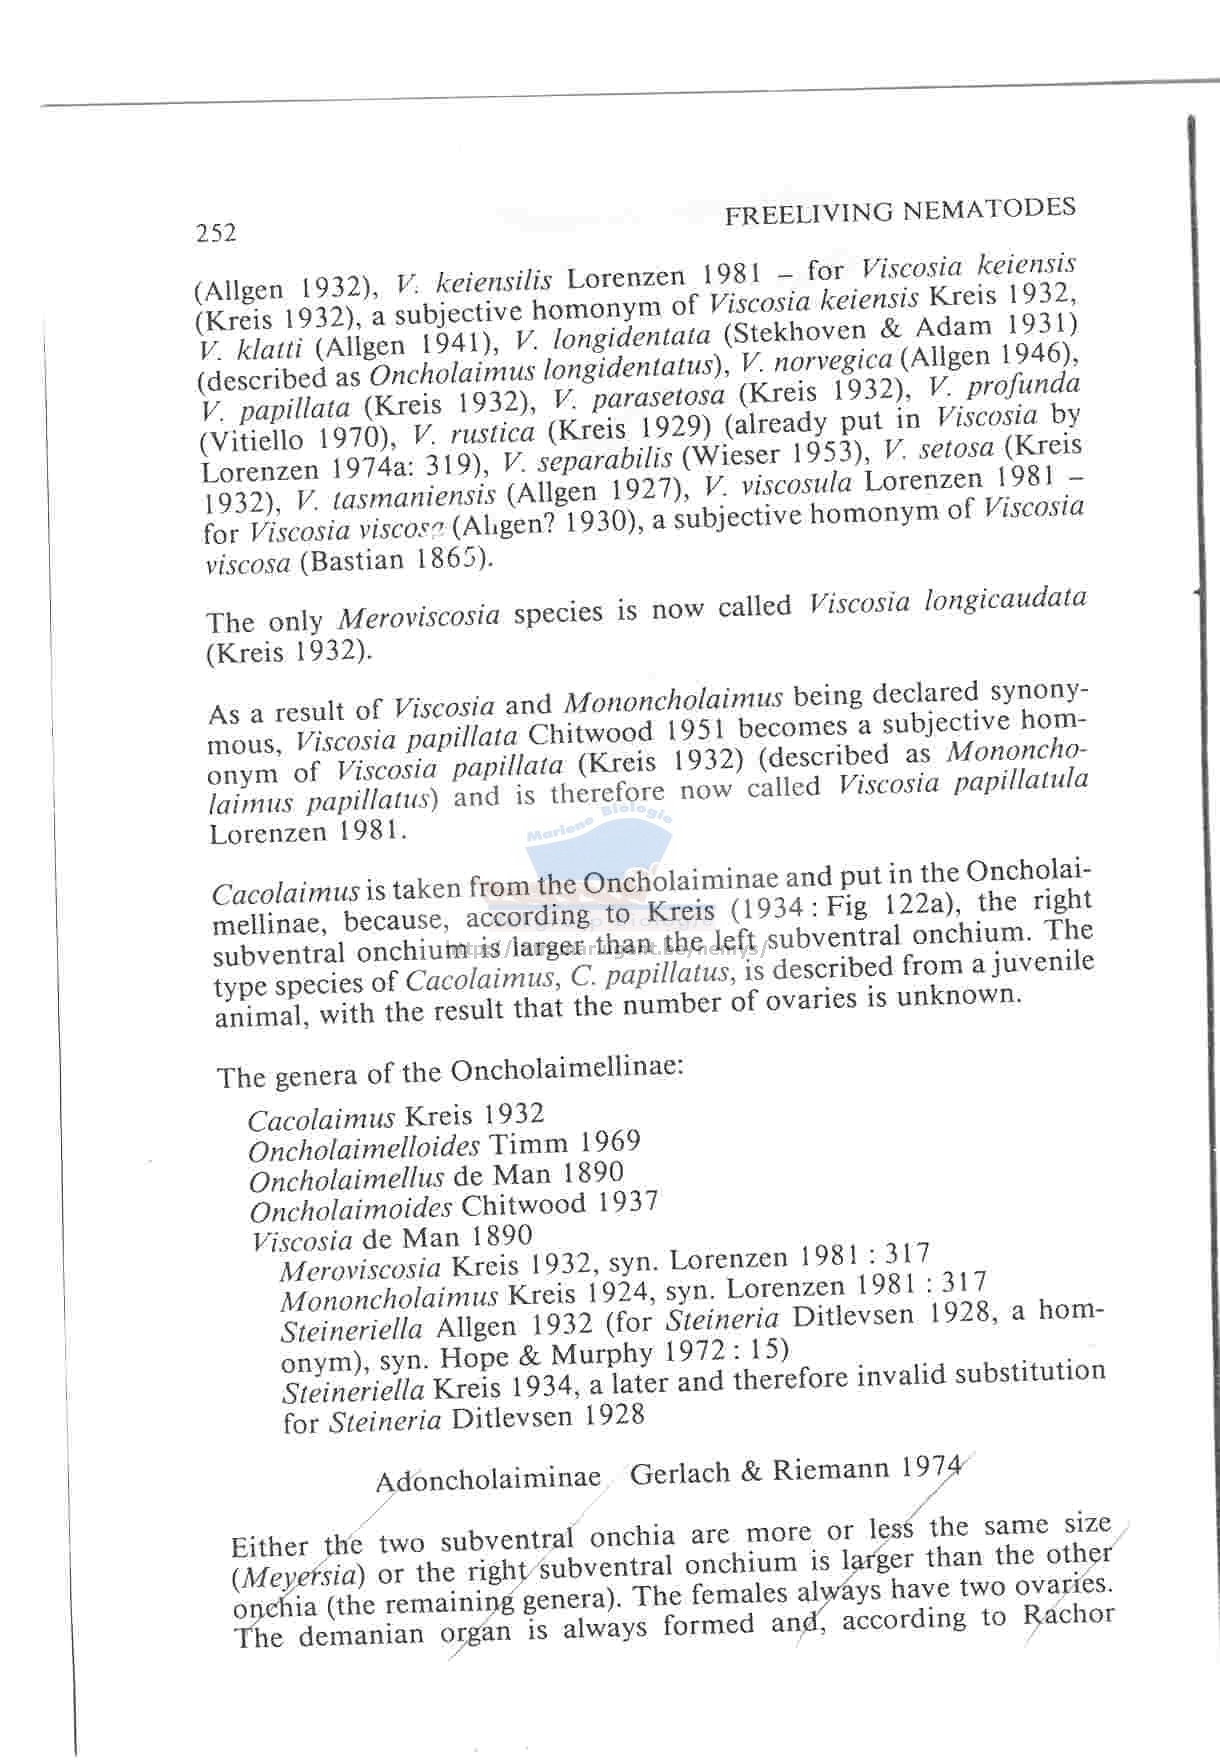 252
FREELIVING NEMATODES
(Allgen 1932), V. keiensilis Lorenzen 1981 – for Viscosia keiensis
(Kreis 1932), a subjective homonym of Viscosia keiensis Kreis 1932,
V. klatti (Allgen 1941), V. longidentata (Stekhoven & Adam 1931)
(described as Oncholaimus longidentatus), V. norvegica (Allgen 1946),
V. papillata (Kreis 1932), V. parasetosa (Kreis 1932), V. profunda
(Vitiello 1970), V. rustica (Kreis 1929) (already put in Viscosia by
Lorenzen 1974a: 319), V. separabilis (Wieser 1953), V. setosa (Kreis
1932), V. tasmaniensis (Allgen 1927), V. viscosula Lorenzen 1981 –
for Viscosia viscosa (Allgen? 1930), a subjective homonym of Viscosia
viscosa (Bastian 1865).
The only Meroviscosia species is now called Viscosia longicaudata
(Kreis 1932).
As a result of Viscosia and Mononcholaimus being declared synony-
mous, Viscosia papillata Chitwood 1951 becomes a subjective hom-
onym of Viscosia papillata (Kreis 1932) (described as Mononcho-
laimus papillatus) and is therefore now called Viscosia papillatula
Lorenzen 1981.
Mariene Biologie
Cacolaimus is taken from the Oncholaiminae and put in the Oncholai-
mellinae, because, according to Kreis (1934 : Fig 122a), the right
subventral onchium is larger than the left subventral onchium. The
type species of Cacolaimus, C. papillatus, is described from a juvenile
animal, with the result that the number of ovaries is unknown.
The genera of the Oncholaimellinae:
Cacolaimus Kreis 1932
Oncholaimelloides Timm 1969
Oncholaimellus de Man 1890
Oncholaimoides Chitwood 1937
Viscosia de Man 1890
Meroviscosia Kreis 1932, syn. Lorenzen 1981 : 317
Mononcholaimus Kreis 1924, syn. Lorenzen 1981 : 317
Steineriella Allgen 1932 (for Steineria Ditlevsen 1928, a hom-
onym), syn. Hope & Murphy 1972 : 15)
Steineriella Kreis 1934, a later and therefore invalid substitution
for Steineria Ditlevsen 1928
Adoncholaiminae Gerlach & Riemann 1974
Either the two subventral onchia are more or less the same size
(Meyersia) or the right subventral onchium is larger than the other
onchia (the remaining genera). The females always have two ovaries.
The demanian organ is always formed and, according to Rachor